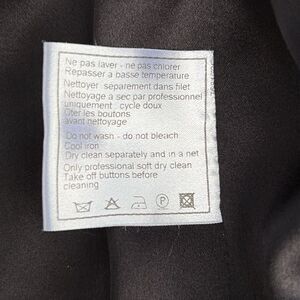 Ne pas laver - ne pas chlorer
Repasser a basse temperature
Nettoyer separement dans filet
Nettoyage a sec par professionnel
uniquement : cycle doux
Oter les boutons
avant nettoyage
Do not wash - do not bleach
Cool iron
Dry clean separately and in a net
Only professional soft dry clean
Take off buttons before
cleaning
P